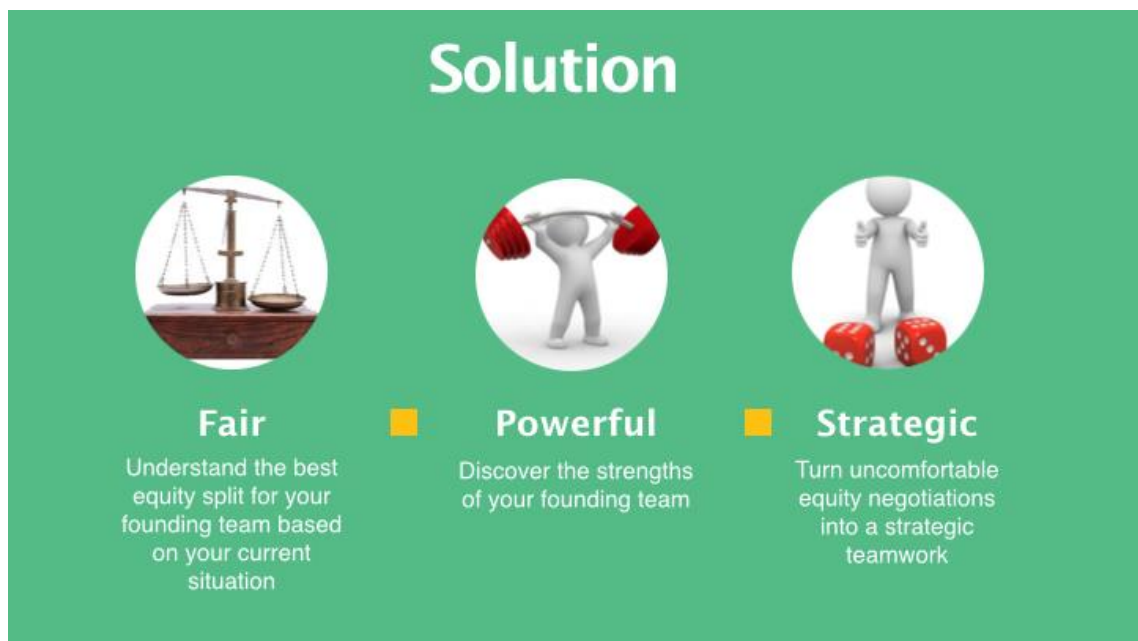 Solution
Fair
Understand the best
equity split for your
founding team based
on your current
situation
Powerful
Discover the strengths
of your founding team
Strategic
Turn uncomfortable
equity negotiations
into a strategic
teamwork